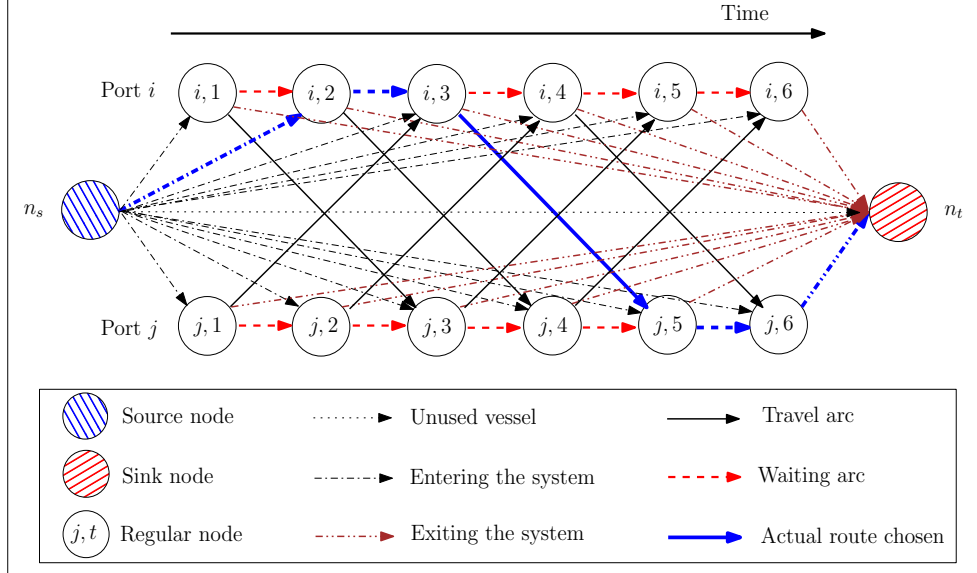 Time
Port i
i, 1
i, 2
i, 3
i, 4
i, 5
i, 6
n_s
n_t
Port j
j, 1
j, 2
j, 3
j, 4
j, 5
j, 6
Source node
Unused vessel
Travel arc
Sink node
Entering the system
Waiting arc
j, t
Regular node
Exiting the system
Actual route chosen